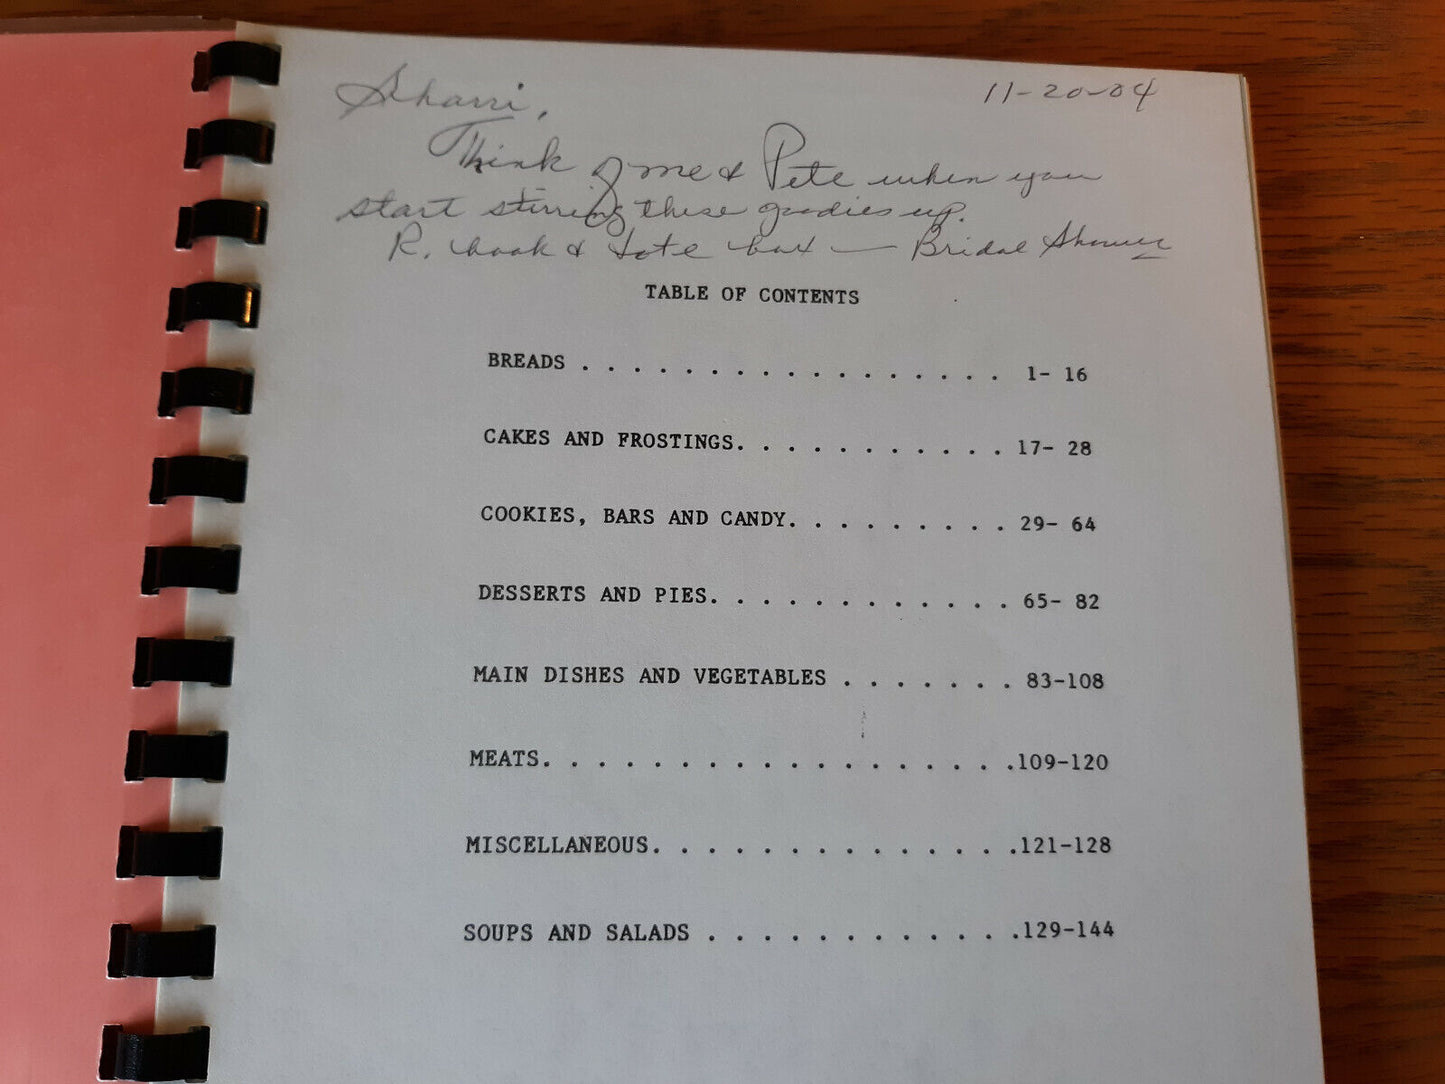 Sharri,
11-20-04
Think of me & Pete when you
start stirring these goodies up.
R. book & tote bag — Bridal Shower
TABLE OF CONTENTS
BREADS . . . . . . . . . . . . . . . . . 1- 16
CAKES AND FROSTINGS. . . . . . . . . . . 17- 28
COOKIES, BARS AND CANDY. . . . . . . . . 29- 64
DESSERTS AND PIES. . . . . . . . . . . . 65- 82
MAIN DISHES AND VEGETABLES . . . . . . . 83-108
MEATS. . . . . . . . . . . . . . . . . . .109-120
MISCELLANEOUS. . . . . . . . . . . . . . .121-128
SOUPS AND SALADS . . . . . . . . . . . . .129-144